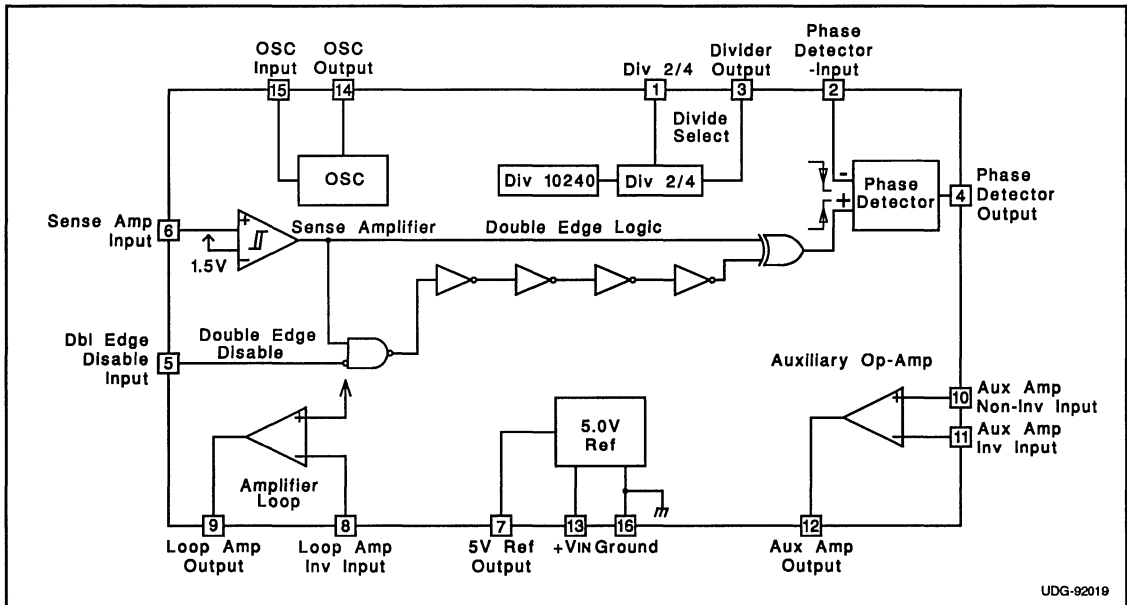 OSC Input
15
OSC Output
14
Div 2/4
1
Divider Output
3
Phase Detector -Input
2
Divide Select
OSC
Div 10240
Div 2/4
-
+
Phase Detector
4
Phase Detector Output
Sense Amp Input
6
+
-
1.5V
Sense Amplifier
Double Edge Logic
Dbl Edge Disable Input
5
Double Edge Disable
Auxiliary Op-Amp
+
-
10
Aux Amp Non-Inv Input
11
Aux Amp Inv Input
5.0V Ref
+
-
Amplifier Loop
9
Loop Amp Output
8
Loop Amp Inv Input
7
5V Ref Output
13
+VIN
16
Ground
12
Aux Amp Output
UDG-92019